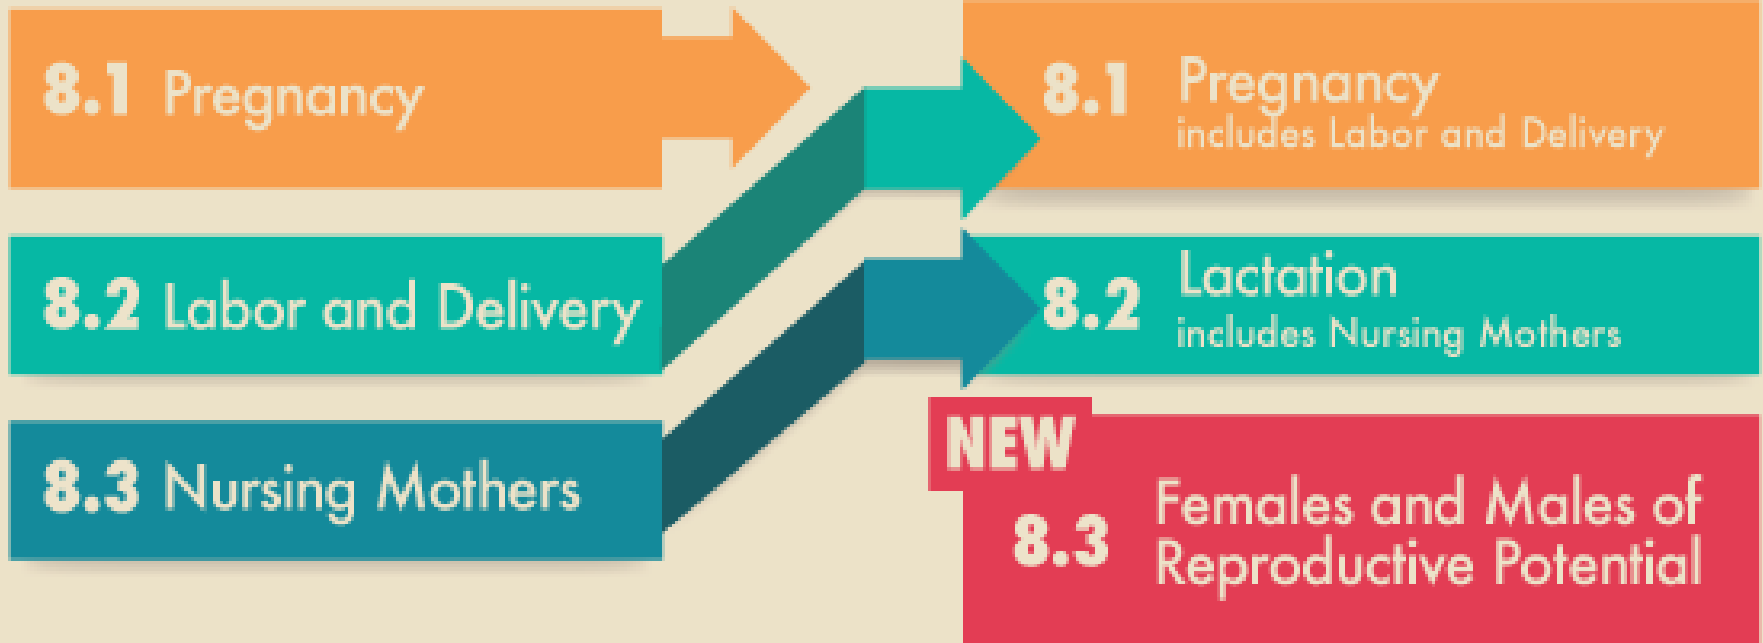 8.1 Pregnancy
8.2 Labor and Delivery
8.3 Nursing Mothers
8.1 Pregnancy
includes Labor and Delivery
8.2 Lactation
includes Nursing Mothers
NEW
8.3 Females and Males of
Reproductive Potential